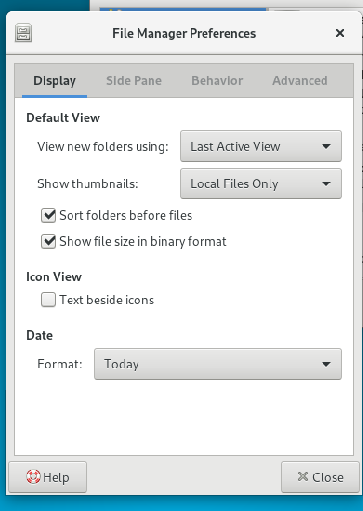 File Manager Preferences
Display Side Pane Behavior Advanced
Default View
View new folders using: Last Active View
Show thumbnails: Local Files Only
Sort folders before files
Show file size in binary format
Icon View
Text beside icons
Date
Format: Today
Help Close